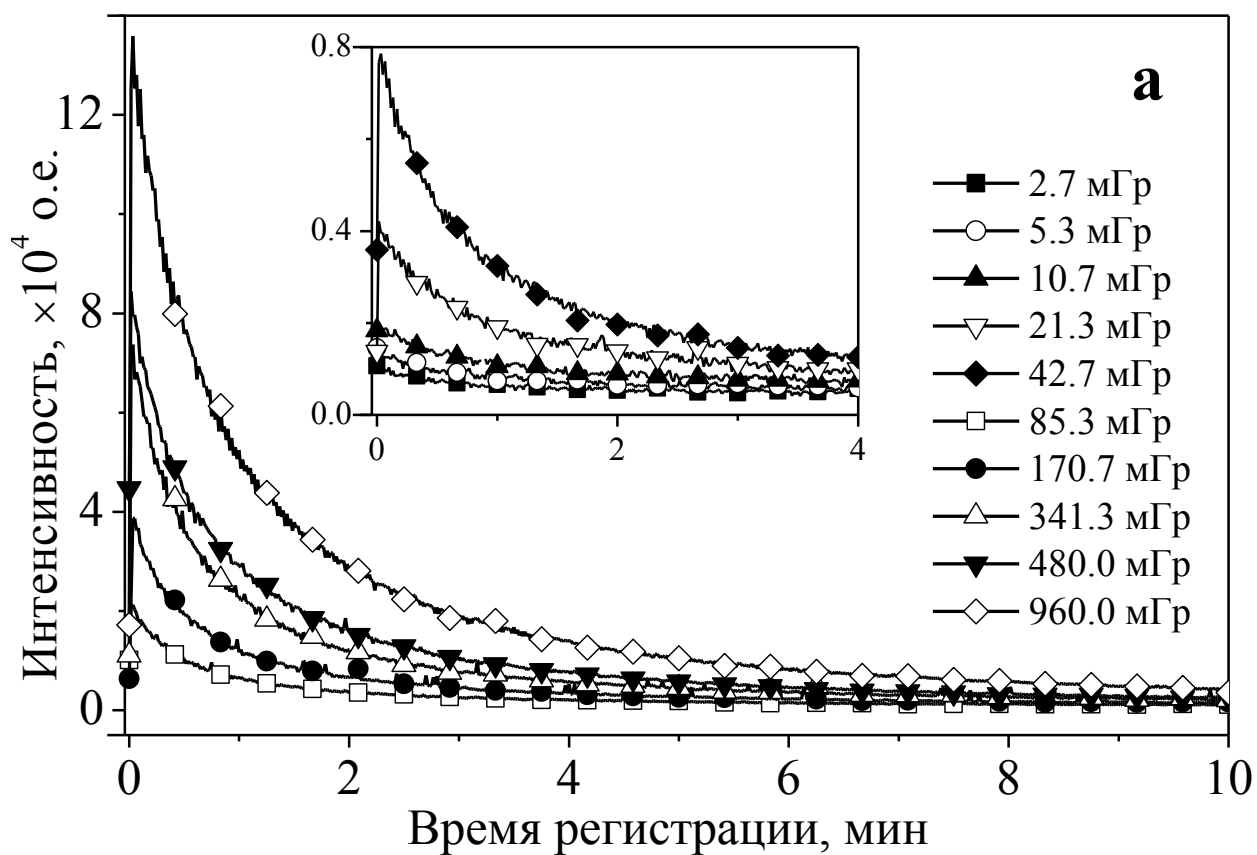 а
Интенсивность, ×10⁴ о.е.
12
8
4
0
0.8
0.4
0.0
0 2 4
2.7 мГр
5.3 мГр
10.7 мГр
21.3 мГр
42.7 мГр
85.3 мГр
170.7 мГр
341.3 мГр
480.0 мГр
960.0 мГр
0 2 4 6 8 10
Время регистрации, мин